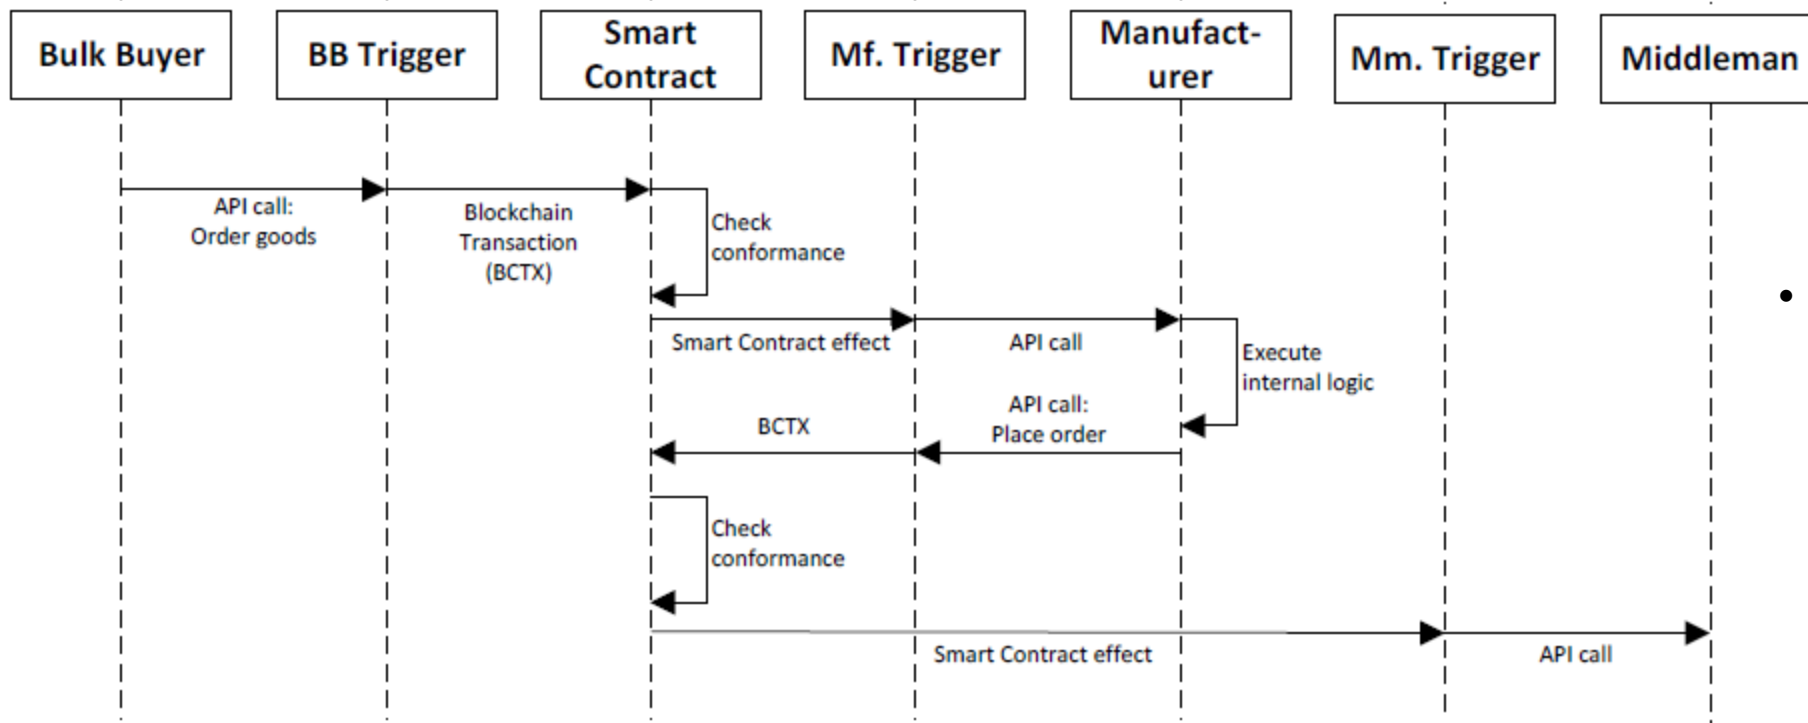 Bulk Buyer
BB Trigger
Smart
Contract
Mf. Trigger
Manufact-
urer
Mm. Trigger
Middleman
API call:
Order goods
Blockchain
Transaction
(BCTX)
Check
conformance
Smart Contract effect
API call
Execute
internal logic
BCTX
API call:
Place order
Check
conformance
Smart Contract effect
API call